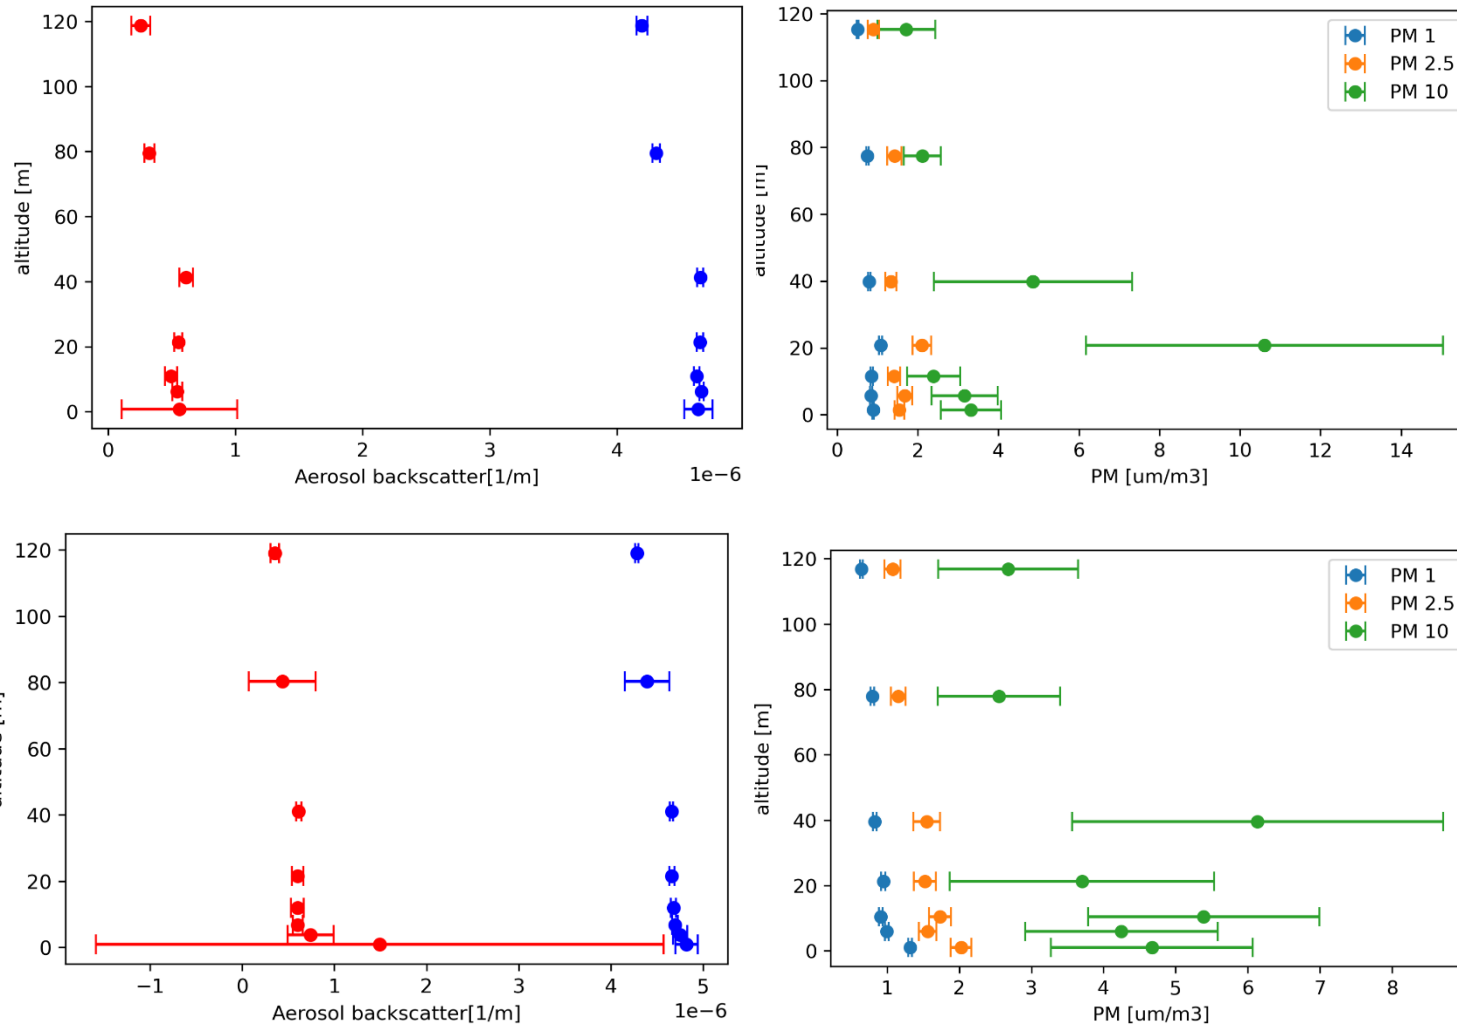 120
100
80
60
40
20
0
altitude [m]
0 1 2 3 4
Aerosol backscatter[1/m]
1e−6
120
100
80
60
40
20
0
altitude [m]
PM 1
PM 2.5
PM 10
0 2 4 6 8 10 12 14
PM [um/m3]
120
100
80
60
40
20
0
−1 0 1 2 3 4 5
Aerosol backscatter[1/m]
1e−6
120
100
80
60
40
20
0
altitude [m]
PM 1
PM 2.5
PM 10
1 2 3 4 5 6 7 8
PM [um/m3]